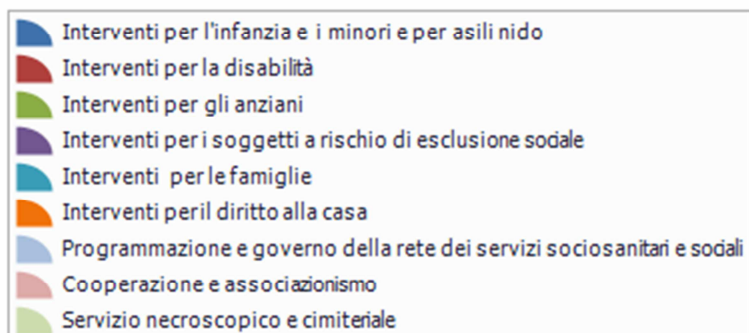 Interventi per l'infanzia e i minori e per asili nido
Interventi per la disabilità
Interventi per gli anziani
Interventi per i soggetti a rischio di esclusione sociale
Interventi per le famiglie
Interventi per il diritto alla casa
Programmazione e governo della rete dei servizi sociosanitari e sociali
Cooperazione e associazionismo
Servizio necroscopico e cimiteriale